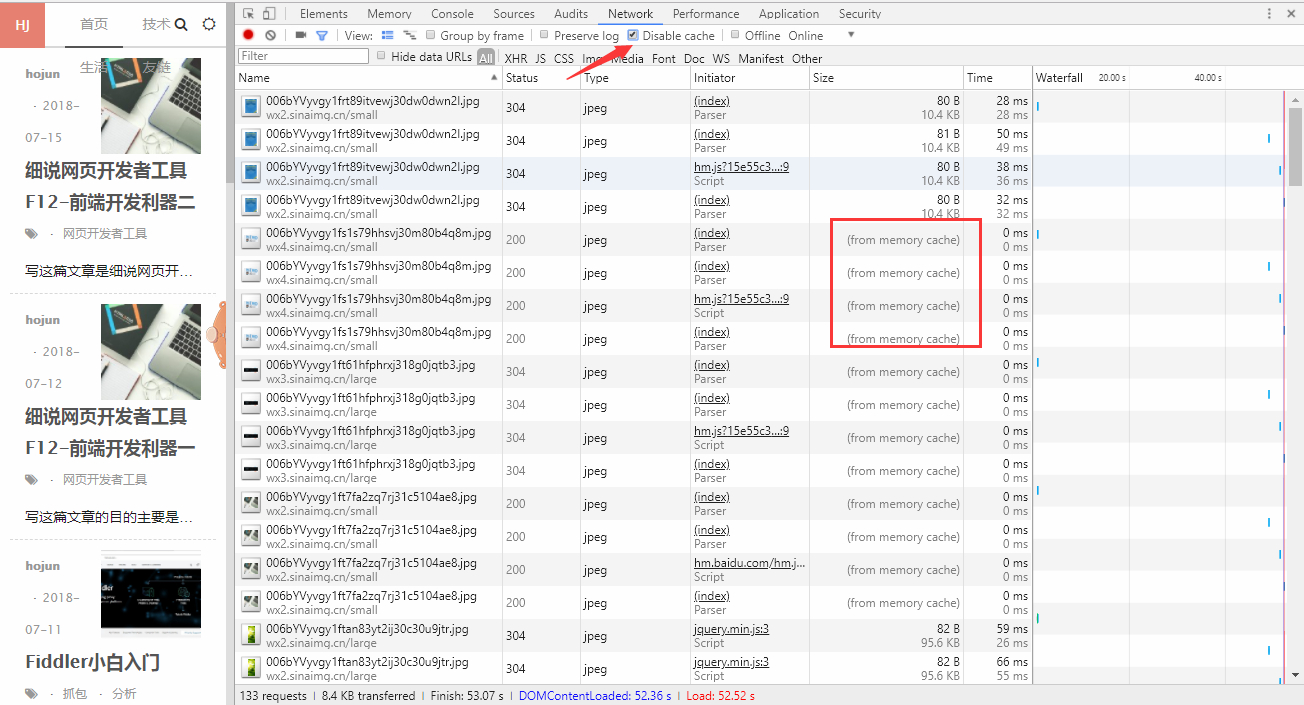 HJ
首页
技术
生活
友链
hojun
· 2018-
07-15
细说网页开发者工具
F12-前端开发利器二
· 网页开发者工具
写这篇文章是细说网页开...
hojun
· 2018-
07-12
细说网页开发者工具
F12-前端开发利器一
· 网页开发者工具
写这篇文章的目的主要是...
hojun
· 2018-
07-11
Fiddler小白入门
· 抓包 · 分析
Elements Memory Console Sources Audits Network Performance Application Security
View: Group by frame Preserve log Disable cache Offline Online
Filter Hide data URLs All XHR JS CSS Img Media Font Doc WS Manifest Other
Name Status Type Initiator Size Time Waterfall 20.00 s 40.00 s
006bYVyvgy1frt89itvewj30dw0dwn2l.jpg 304 jpeg (index) 80 B 28 ms
wx2.sinaimg.cn/small Parser 10.4 KB 28 ms
006bYVyvgy1frt89itvewj30dw0dwn2l.jpg 304 jpeg (index) 81 B 50 ms
wx2.sinaimg.cn/small Parser 10.4 KB 49 ms
006bYVyvgy1frt89itvewj30dw0dwn2l.jpg 304 jpeg hm.js?15e55c3...:9 80 B 38 ms
wx2.sinaimg.cn/small Script 10.4 KB 36 ms
006bYVyvgy1frt89itvewj30dw0dwn2l.jpg 304 jpeg (index) 80 B 32 ms
wx2.sinaimg.cn/small Parser 10.4 KB 32 ms
006bYVyvgy1fs1s79hhsvj30m80b4q8m.jpg 200 jpeg (index) (from memory cache) 0 ms
wx4.sinaimg.cn/small Parser 0 ms
006bYVyvgy1fs1s79hhsvj30m80b4q8m.jpg 200 jpeg (index) (from memory cache) 0 ms
wx4.sinaimg.cn/small Parser 0 ms
006bYVyvgy1fs1s79hhsvj30m80b4q8m.jpg 200 jpeg hm.js?15e55c3...:9 (from memory cache) 0 ms
wx4.sinaimg.cn/small Script 0 ms
006bYVyvgy1fs1s79hhsvj30m80b4q8m.jpg 200 jpeg (index) (from memory cache) 0 ms
wx4.sinaimg.cn/small Parser 0 ms
006bYVyvgy1ft61hfphrxj318g0jqtb3.jpg 304 jpeg (index) (from memory cache) 0 ms
wx3.sinaimg.cn/large Parser 0 ms
006bYVyvgy1ft61hfphrxj318g0jqtb3.jpg 304 jpeg (index) (from memory cache) 0 ms
wx3.sinaimg.cn/large Parser 0 ms
006bYVyvgy1ft61hfphrxj318g0jqtb3.jpg 304 jpeg hm.js?15e55c3...:9 (from memory cache) 0 ms
wx3.sinaimg.cn/large Script 0 ms
006bYVyvgy1ft61hfphrxj318g0jqtb3.jpg 304 jpeg (index) (from memory cache) 0 ms
wx3.sinaimg.cn/large Parser 0 ms
006bYVyvgy1ft7fa2zq7rj31c5104ae8.jpg 200 jpeg (index) (from memory cache) 0 ms
wx2.sinaimg.cn/small Parser 0 ms
006bYVyvgy1ft7fa2zq7rj31c5104ae8.jpg 200 jpeg (index) (from memory cache) 0 ms
wx2.sinaimg.cn/small Parser 0 ms
006bYVyvgy1ft7fa2zq7rj31c5104ae8.jpg 200 jpeg hm.baidu.com/hm.j... (from memory cache) 0 ms
wx2.sinaimg.cn/small Script 0 ms
006bYVyvgy1ft7fa2zq7rj31c5104ae8.jpg 200 jpeg (index) (from memory cache) 0 ms
wx2.sinaimg.cn/small Parser 0 ms
006bYVyvgy1ftan83yt2ij30c30u9jtr.jpg 304 jpeg jquery.min.js:3 82 B 59 ms
wx2.sinaimg.cn/large Script 95.6 KB 26 ms
006bYVyvgy1ftan83yt2ij30c30u9jtr.jpg 304 jpeg jquery.min.js:3 82 B 66 ms
wx2.sinaimg.cn/large Script 95.6 KB 55 ms
133 requests | 8.4 KB transferred | Finish: 53.07 s | DOMContentLoaded: 52.36 s | Load: 52.52 s